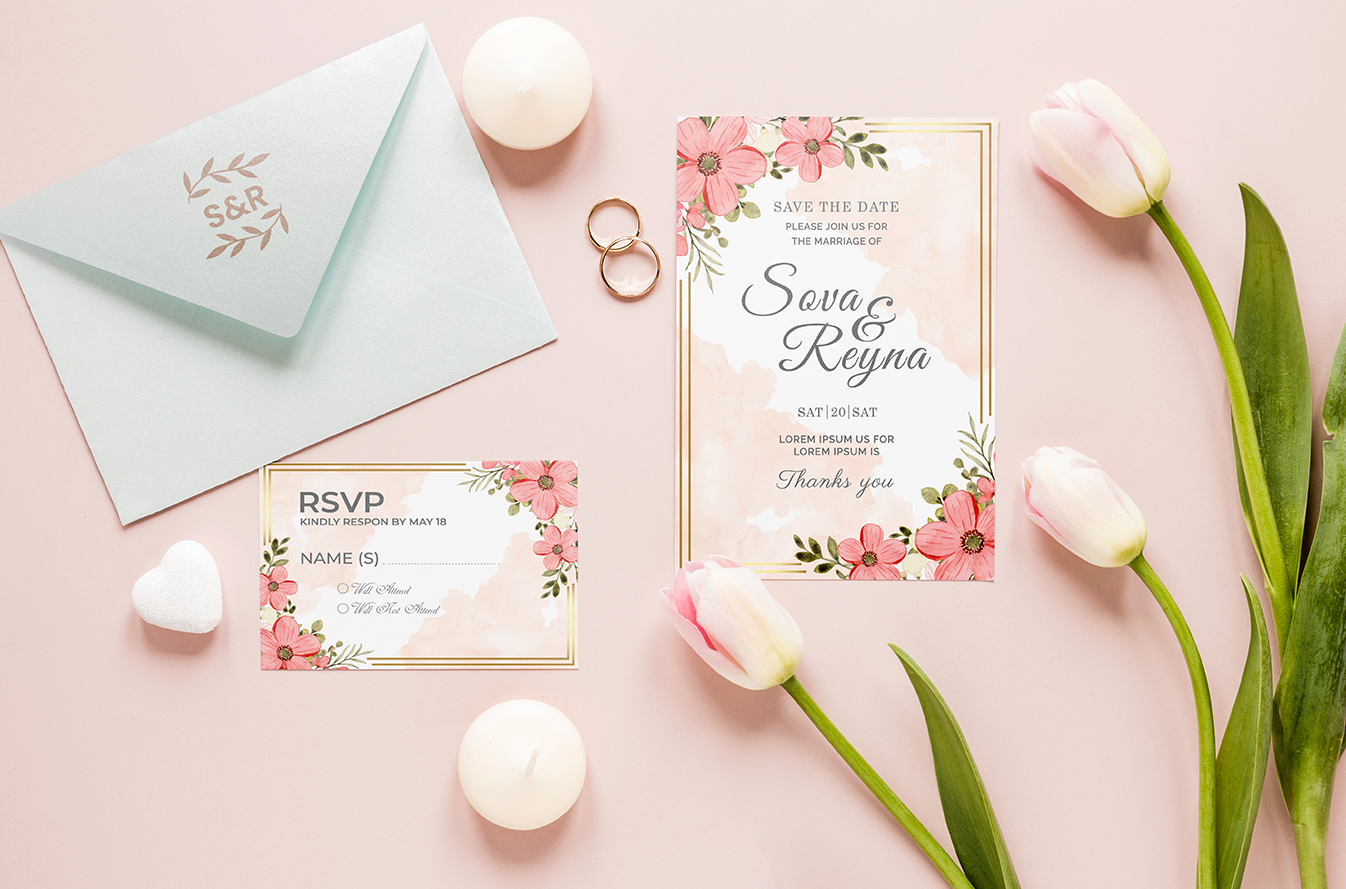 S&R
SAVE THE DATE
PLEASE JOIN US FOR
THE MARRIAGE OF
Sova
&
Reyna
SAT|20|SAT
LOREM IPSUM US FOR
LOREM IPSUM IS
Thanks you
RSVP
KINDLY RESPON BY MAY 18
NAME (S)
Will Attend
Will Not Attend